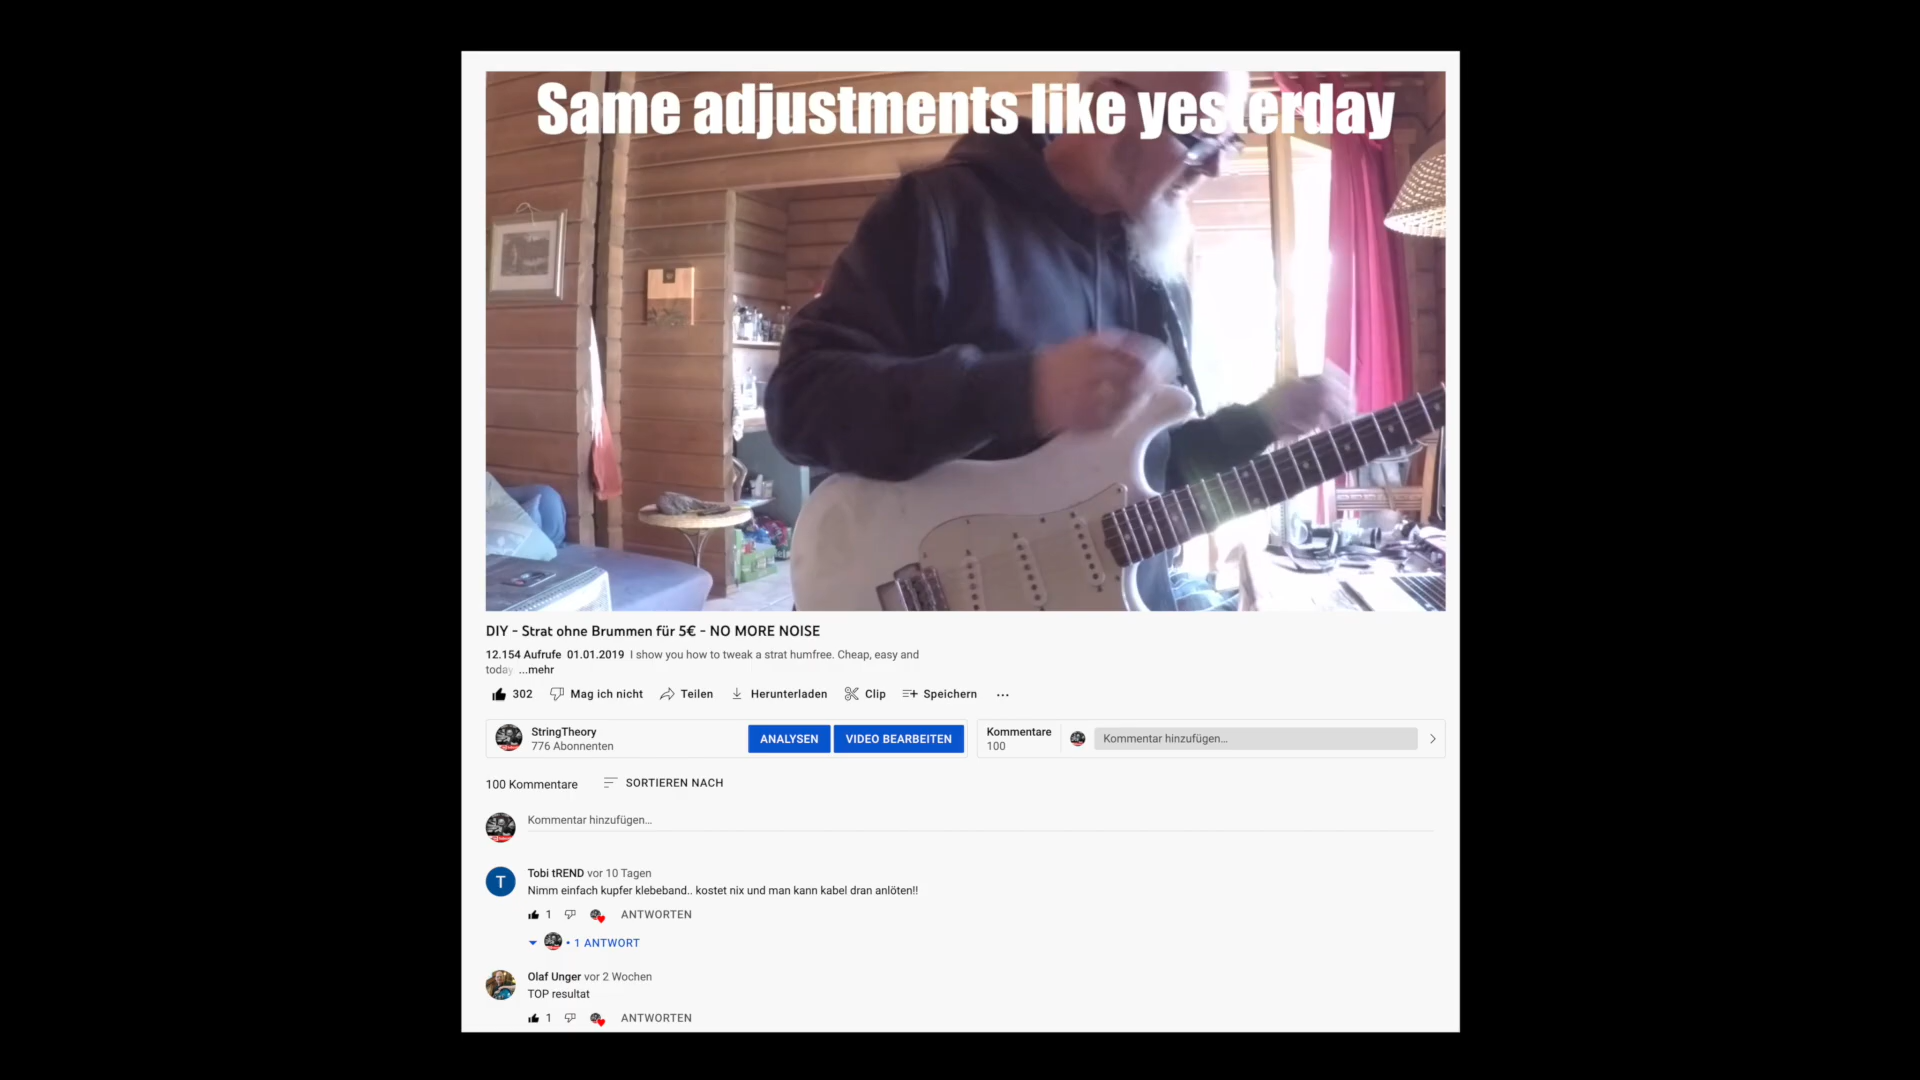 Same adjustments like yesterday
DIY - Strat ohne Brummen für 5€ - NO MORE NOISE
12.154 Aufrufe 01.01.2019 I show you how to tweak a strat humfree. Cheap, easy and
today. ...mehr
302 Mag ich nicht Teilen Herunterladen Clip Speichern ...
StringTheory
776 Abonnenten
ANALYSEN VIDEO BEARBEITEN
Kommentare
100
Kommentar hinzufügen...
100 Kommentare SORTIEREN NACH
Kommentar hinzufügen...
T
Tobi tREND vor 10 Tagen
Nimm einfach kupfer klebeband.. kostet nix und man kann kabel dran anlöten!!
1 ANTWORTEN
• 1 ANTWORT
Olaf Unger vor 2 Wochen
TOP resultat
1 ANTWORTEN